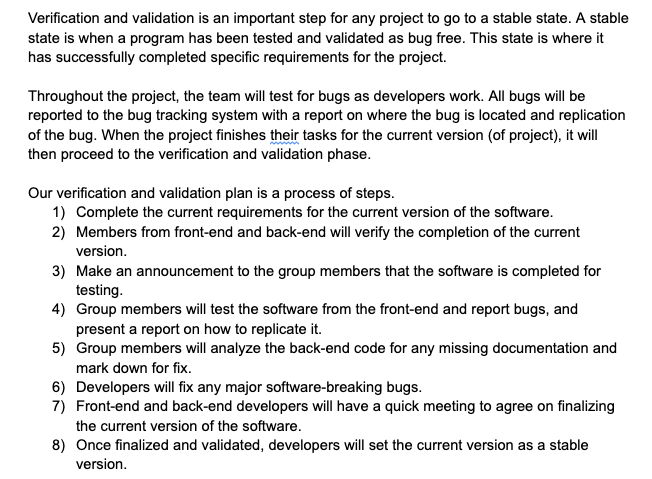 Verification and validation is an important step for any project to go to a stable state. A stable
state is when a program has been tested and validated as bug free. This state is where it
has successfully completed specific requirements for the project.
Throughout the project, the team will test for bugs as developers work. All bugs will be
reported to the bug tracking system with a report on where the bug is located and replication
of the bug. When the project finishes their tasks for the current version (of project), it will
then proceed to the verification and validation phase.
Our verification and validation plan is a process of steps.
1) Complete the current requirements for the current version of the software.
2) Members from front-end and back-end will verify the completion of the current
version.
3) Make an announcement to the group members that the software is completed for
testing.
4) Group members will test the software from the front-end and report bugs, and
present a report on how to replicate it.
5) Group members will analyze the back-end code for any missing documentation and
mark down for fix.
6) Developers will fix any major software-breaking bugs.
7) Front-end and back-end developers will have a quick meeting to agree on finalizing
the current version of the software.
8) Once finalized and validated, developers will set the current version as a stable
version.